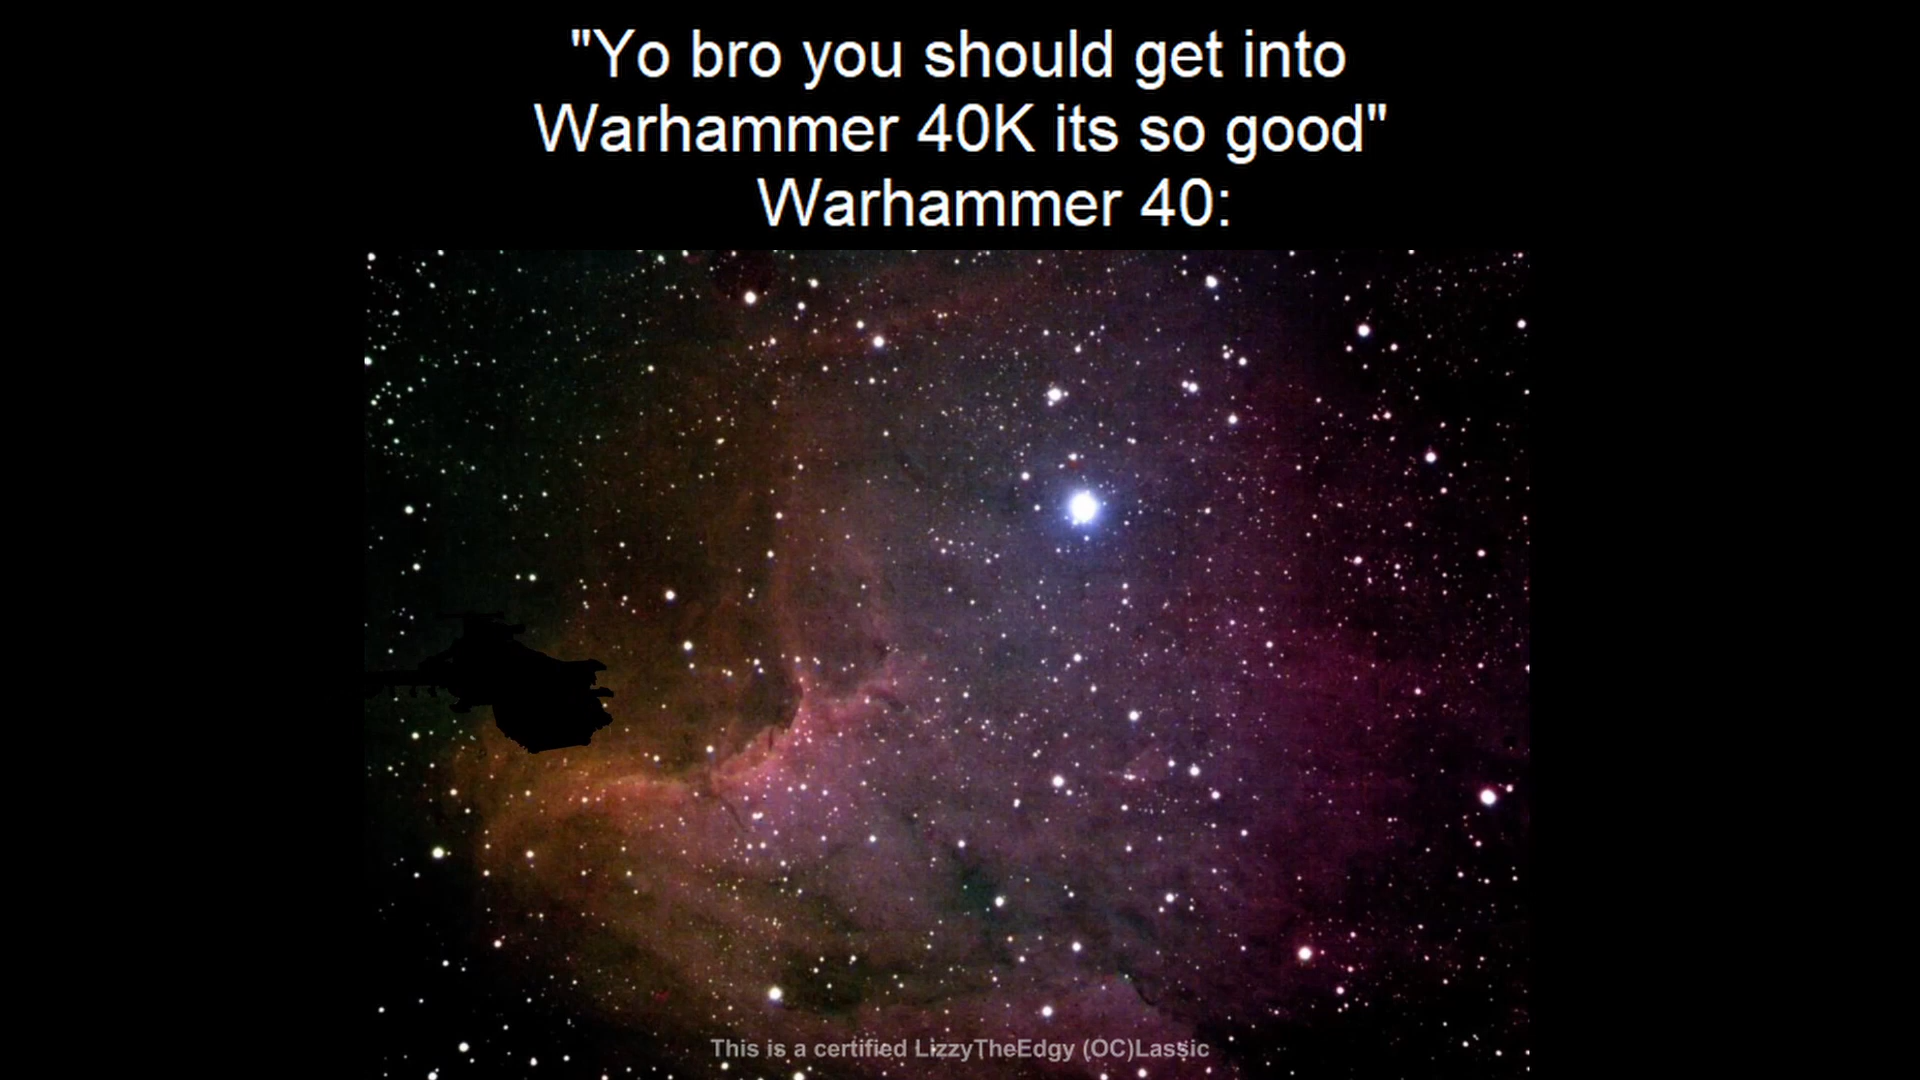 "Yo bro you should get into
Warhammer 40K its so good"
Warhammer 40:
This is a certified LizzyTheEdgy (OC)Lassic